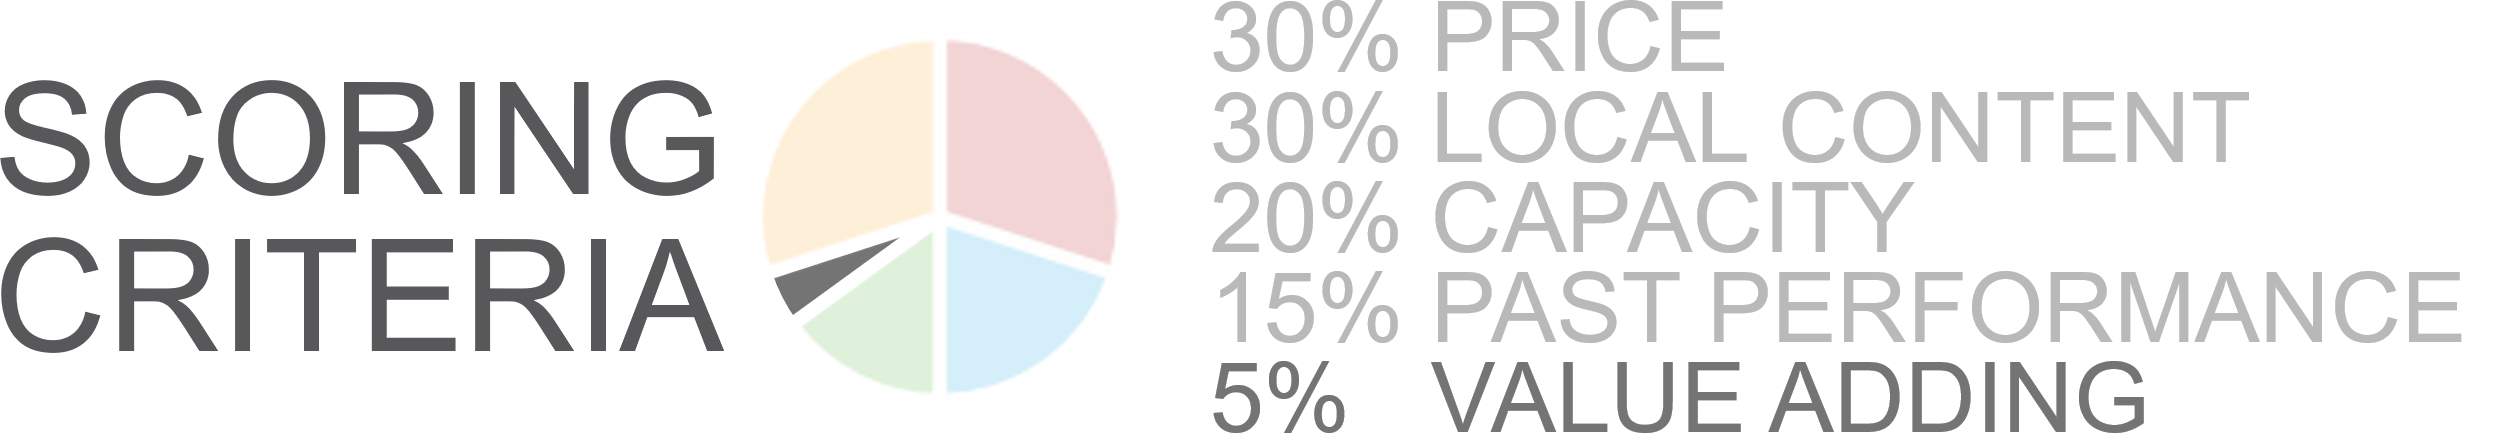 SCORING
CRITERIA
30% PRICE
30% LOCAL CONTENT
20% CAPACITY
15% PAST PERFORMANCE
5% VALUE ADDING